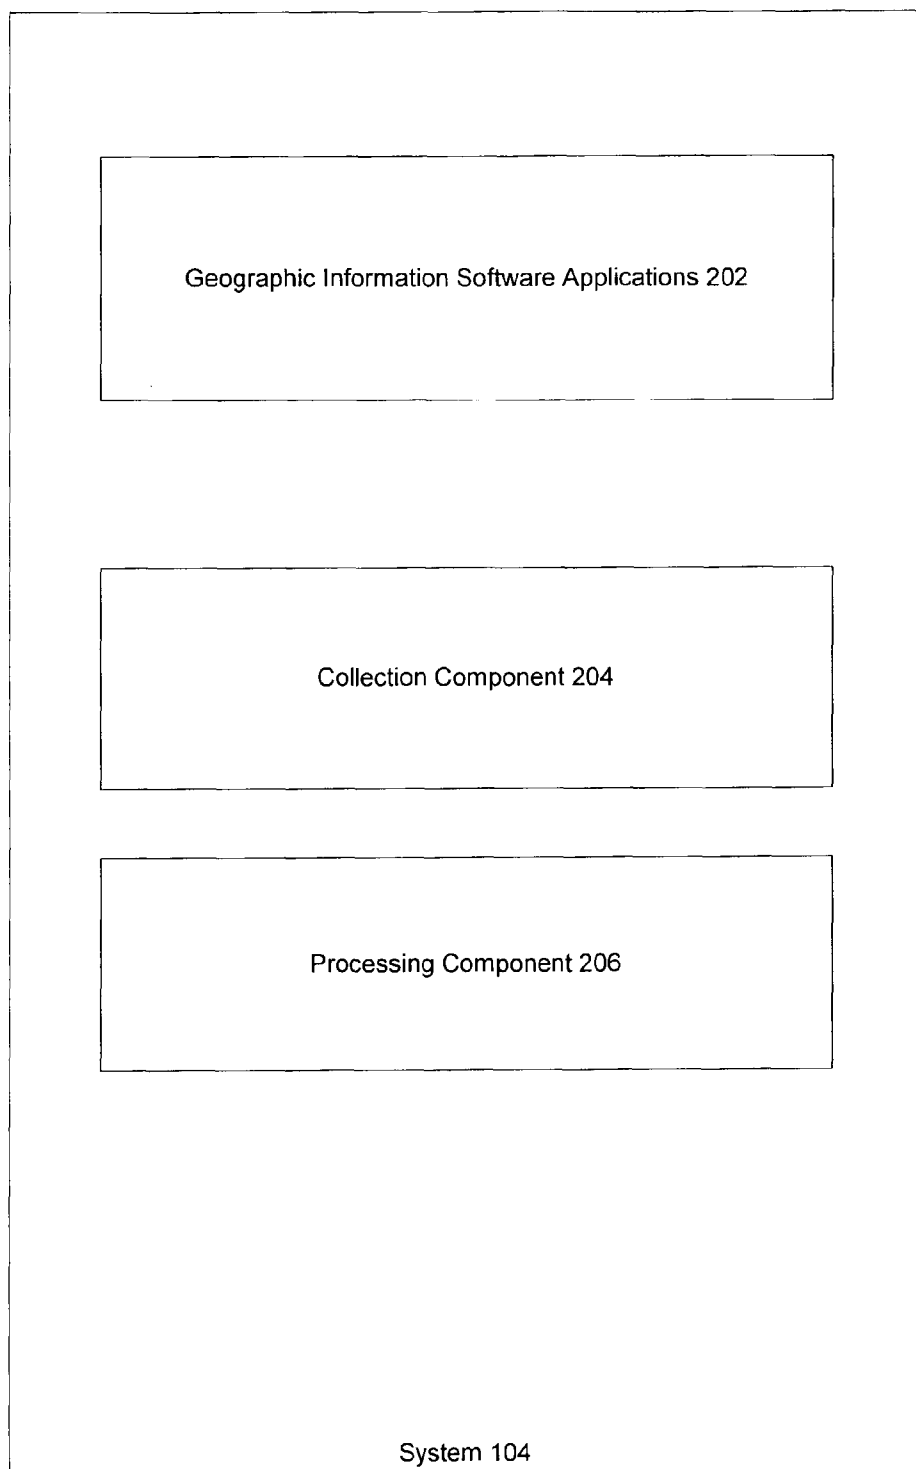 Geographic Information Software Applications 202
Collection Component 204
Processing Component 206
System 104